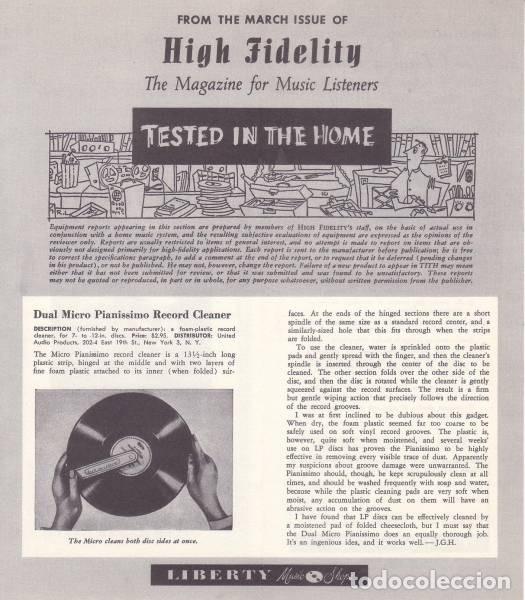 FROM THE MARCH ISSUE OF
High Fidelity
The Magazine for Music Listeners
TESTED IN THE HOME
Equipment reports appearing in this section are prepared by members of HIGH FIDELITY'S staff, on the basis of actual use in
conjunction with a home music system, and the resulting subjective evaluations of equipment are expressed as the opinions of the
reviewer only. Reports are usually restricted to items of general interest, and no attempt is made to report on items that are ob-
viously not designed primarily for high-fidelity applications. Each report is sent to the manufacturer before publication; he is free
to correct the specifications paragraph, to add a comment at the end of the report, or to request that it be deferred (pending changes
in his product), or not be published. He may not, however, change the report. Failure of a new product to appear in TITH may mean
either that it has not been submitted for review, or that it was submitted and was found to be unsatisfactory. These reports
may not be quoted or reproduced, in part or in whole, for any purpose whatsoever, without written permission from the publisher.
Dual Micro Pianissimo Record Cleaner
DESCRIPTION (furnished by manufacturer): a foam-plastic record
cleaner, for 7- to -12-in. discs. Price: $2.95. DISTRIBUTOR: United
Audio Products, 202-4 East 19th St., New York 3, N. Y.
The Micro Pianissimo record cleaner is a 13½-inch long
plastic strip, hinged at the middle and with two layers of
fine foam plastic attached to its inner (when folded) sur-
The Micro cleans both disc sides at once.
faces. At the ends of the hinged sections there are a short
spindle of the same size as a standard record center, and a
similarly-sized hole that this fits through when the strips
are folded.
To use the cleaner, water is sprinkled onto the plastic
pads and gently spread with the finger, and then the cleaner's
spindle is inserted through the center of the disc to be
cleaned. The other section folds over the other side of the
disc, and then the disc is rotated while the cleaner is gently
squeezed against the record surfaces. The result is a firm
but gentle wiping action that precisely follows the direction
of the record grooves.
I was at first inclined to be dubious about this gadget.
When dry, the foam plastic seemed far too coarse to be
safely used on soft vinyl record grooves. The plastic is,
however, quite soft when moistened, and several weeks'
use on LP discs has proven the Pianissimo to be highly
effective in removing every visible trace of dust. Apparently
my suspicions about groove damage were unwarranted. The
Pianissimo should, though, be kept scrupulously clean at all
times, and should be washed frequently with soap and water,
because while the plastic cleaning pads are very soft when
moist, any accumulation of dust on them will have an
abrasive action on the grooves.
I have found that LP discs can be effectively cleaned by
a moistened pad of folded cheesecloth, but I must say that
the Dual Micro Pianissimo does an equally thorough job.
It's an ingenious idea, and it works well. — J.G.H.
LIBERTY Music Shops
todocoleccion